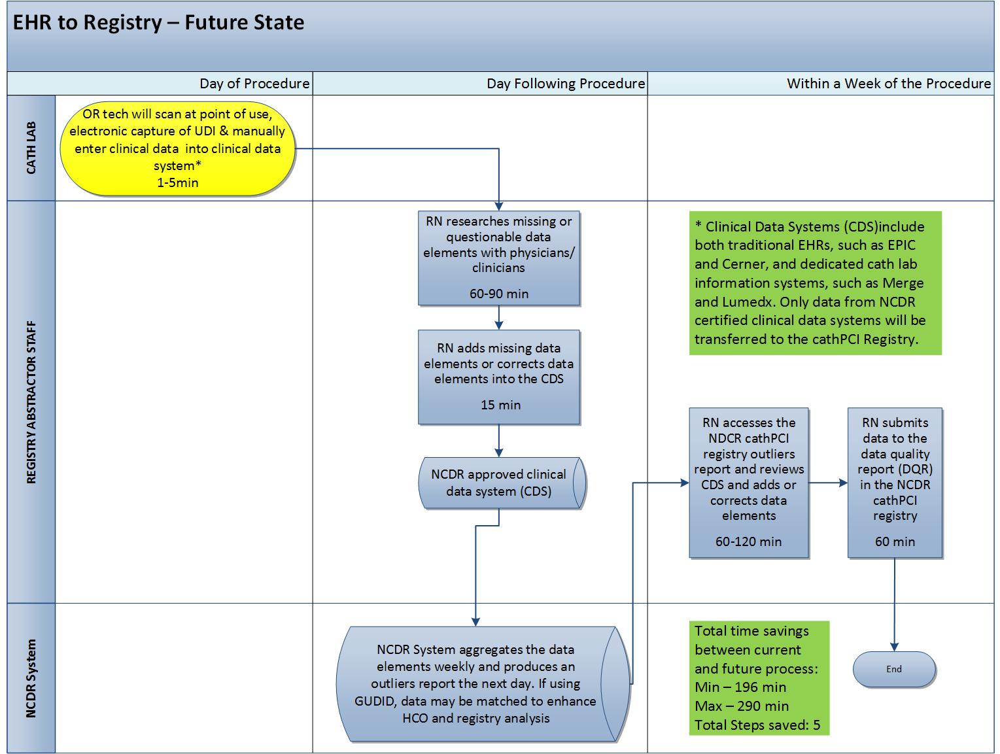 EHR to Registry – Future State
Day of Procedure
Day Following Procedure
Within a Week of the Procedure
CATH LAB
OR tech will scan at point of use,
electronic capture of UDI & manually
enter clinical data into clinical data
system*
1-5min
REGISTRY ABSTRACTOR STAFF
RN researches missing or
questionable data
elements with physicians/
clinicians
60-90 min
RN adds missing data
elements or corrects data
elements into the CDS
15 min
NCDR approved clinical
data system (CDS)
* Clinical Data Systems (CDS)include
both traditional EHRs, such as EPIC
and Cerner, and dedicated cath lab
information systems, such as Merge
and Lumedx. Only data from NCDR
certified clinical data systems will be
transferred to the cathPCI Registry.
RN accesses the
NDCR cathPCI
registry outliers
report and reviews
CDS and adds or
corrects data
elements
60-120 min
RN submits
data to the
data quality
report (DQR)
in the NCDR
cathPCI
registry
60 min
NCDR System
NCDR System aggregates the data
elements weekly and produces an
outliers report the next day. If using
GUDID, data may be matched to enhance
HCO and registry analysis
Total time savings
between current
and future process:
Min – 196 min
Max – 290 min
Total Steps saved: 5
End